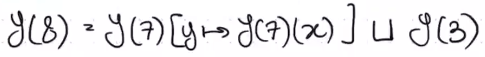 𝒴(8) = 𝒴(7)[y ↦ 𝒴(7)(x)] ⊔ 𝒴(3)